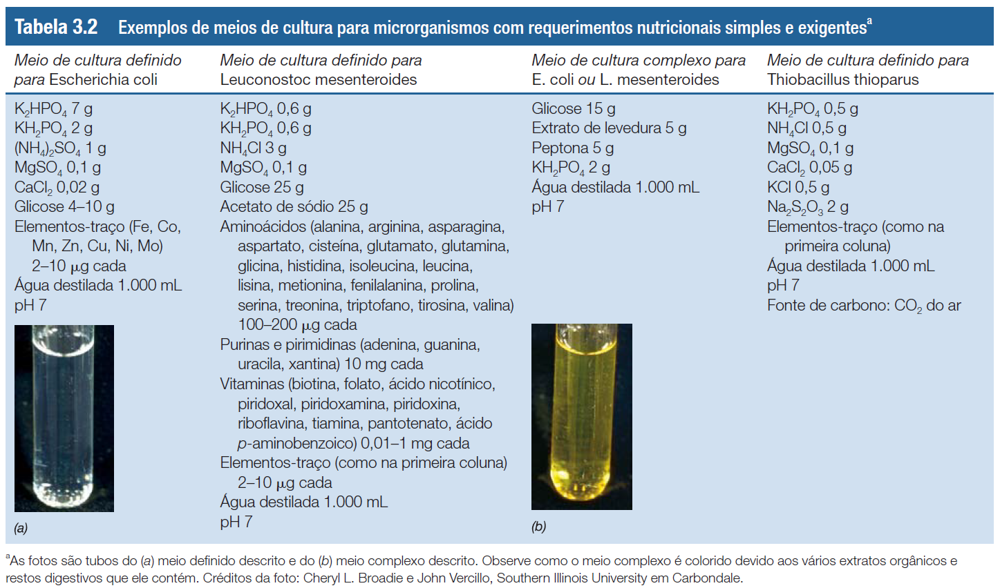 Tabela 3.2 Exemplos de meios de cultura para microrganismos com requerimentos nutricionais simples e exigentesᵃ
Meio de cultura definido
para Escherichia coli
K₂HPO₄ 7 g
KH₂PO₄ 2 g
(NH₄)₂SO₄ 1 g
MgSO₄ 0,1 g
CaCl₂ 0,02 g
Glicose 4–10 g
Elementos-traço (Fe, Co,
Mn, Zn, Cu, Ni, Mo)
2–10 μg cada
Água destilada 1.000 mL
pH 7
(a)
Meio de cultura definido para
Leuconostoc mesenteroides
K₂HPO₄ 0,6 g
KH₂PO₄ 0,6 g
NH₄Cl 3 g
MgSO₄ 0,1 g
Glicose 25 g
Acetato de sódio 25 g
Aminoácidos (alanina, arginina, asparagina,
aspartato, cisteína, glutamato, glutamina,
glicina, histidina, isoleucina, leucina,
lisina, metionina, fenilalanina, prolina,
serina, treonina, triptofano, tirosina, valina)
100–200 μg cada
Purinas e pirimidinas (adenina, guanina,
uracila, xantina) 10 mg cada
Vitaminas (biotina, folato, ácido nicotínico,
piridoxal, piridoxamina, piridoxina,
riboflavina, tiamina, pantotenato, ácido
p-aminobenzoico) 0,01–1 mg cada
Elementos-traço (como na primeira coluna)
2–10 μg cada
Água destilada 1.000 mL
pH 7
Meio de cultura complexo para
E. coli ou L. mesenteroides
Glicose 15 g
Extrato de levedura 5 g
Peptona 5 g
KH₂PO₄ 2 g
Água destilada 1.000 mL
pH 7
(b)
Meio de cultura definido para
Thiobacillus thioparus
KH₂PO₄ 0,5 g
NH₄Cl 0,5 g
MgSO₄ 0,1 g
CaCl₂ 0,05 g
KCl 0,5 g
Na₂S₂O₃ 2 g
Elementos-traço (como na
primeira coluna)
Água destilada 1.000 mL
pH 7
Fonte de carbono: CO₂ do ar
ᵃAs fotos são tubos do (a) meio definido descrito e do (b) meio complexo descrito. Observe como o meio complexo é colorido devido aos vários extratos orgânicos e
restos digestivos que ele contém. Créditos da foto: Cheryl L. Broadie e John Vercillo, Southern Illinois University em Carbondale.